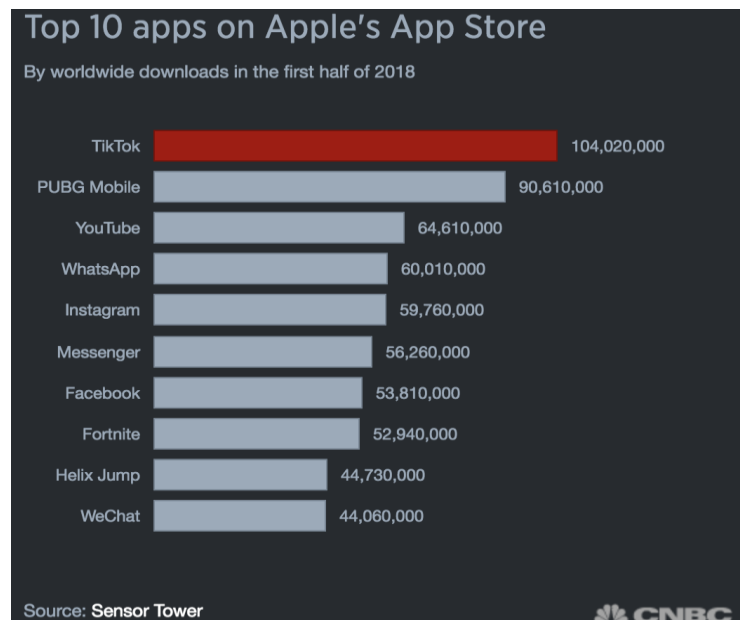 Top 10 apps on Apple's App Store
By worldwide downloads in the first half of 2018
TikTok 104,020,000
PUBG Mobile 90,610,000
YouTube 64,610,000
WhatsApp 60,010,000
Instagram 59,760,000
Messenger 56,260,000
Facebook 53,810,000
Fortnite 52,940,000
Helix Jump 44,730,000
WeChat 44,060,000
Source: Sensor Tower
CNBC